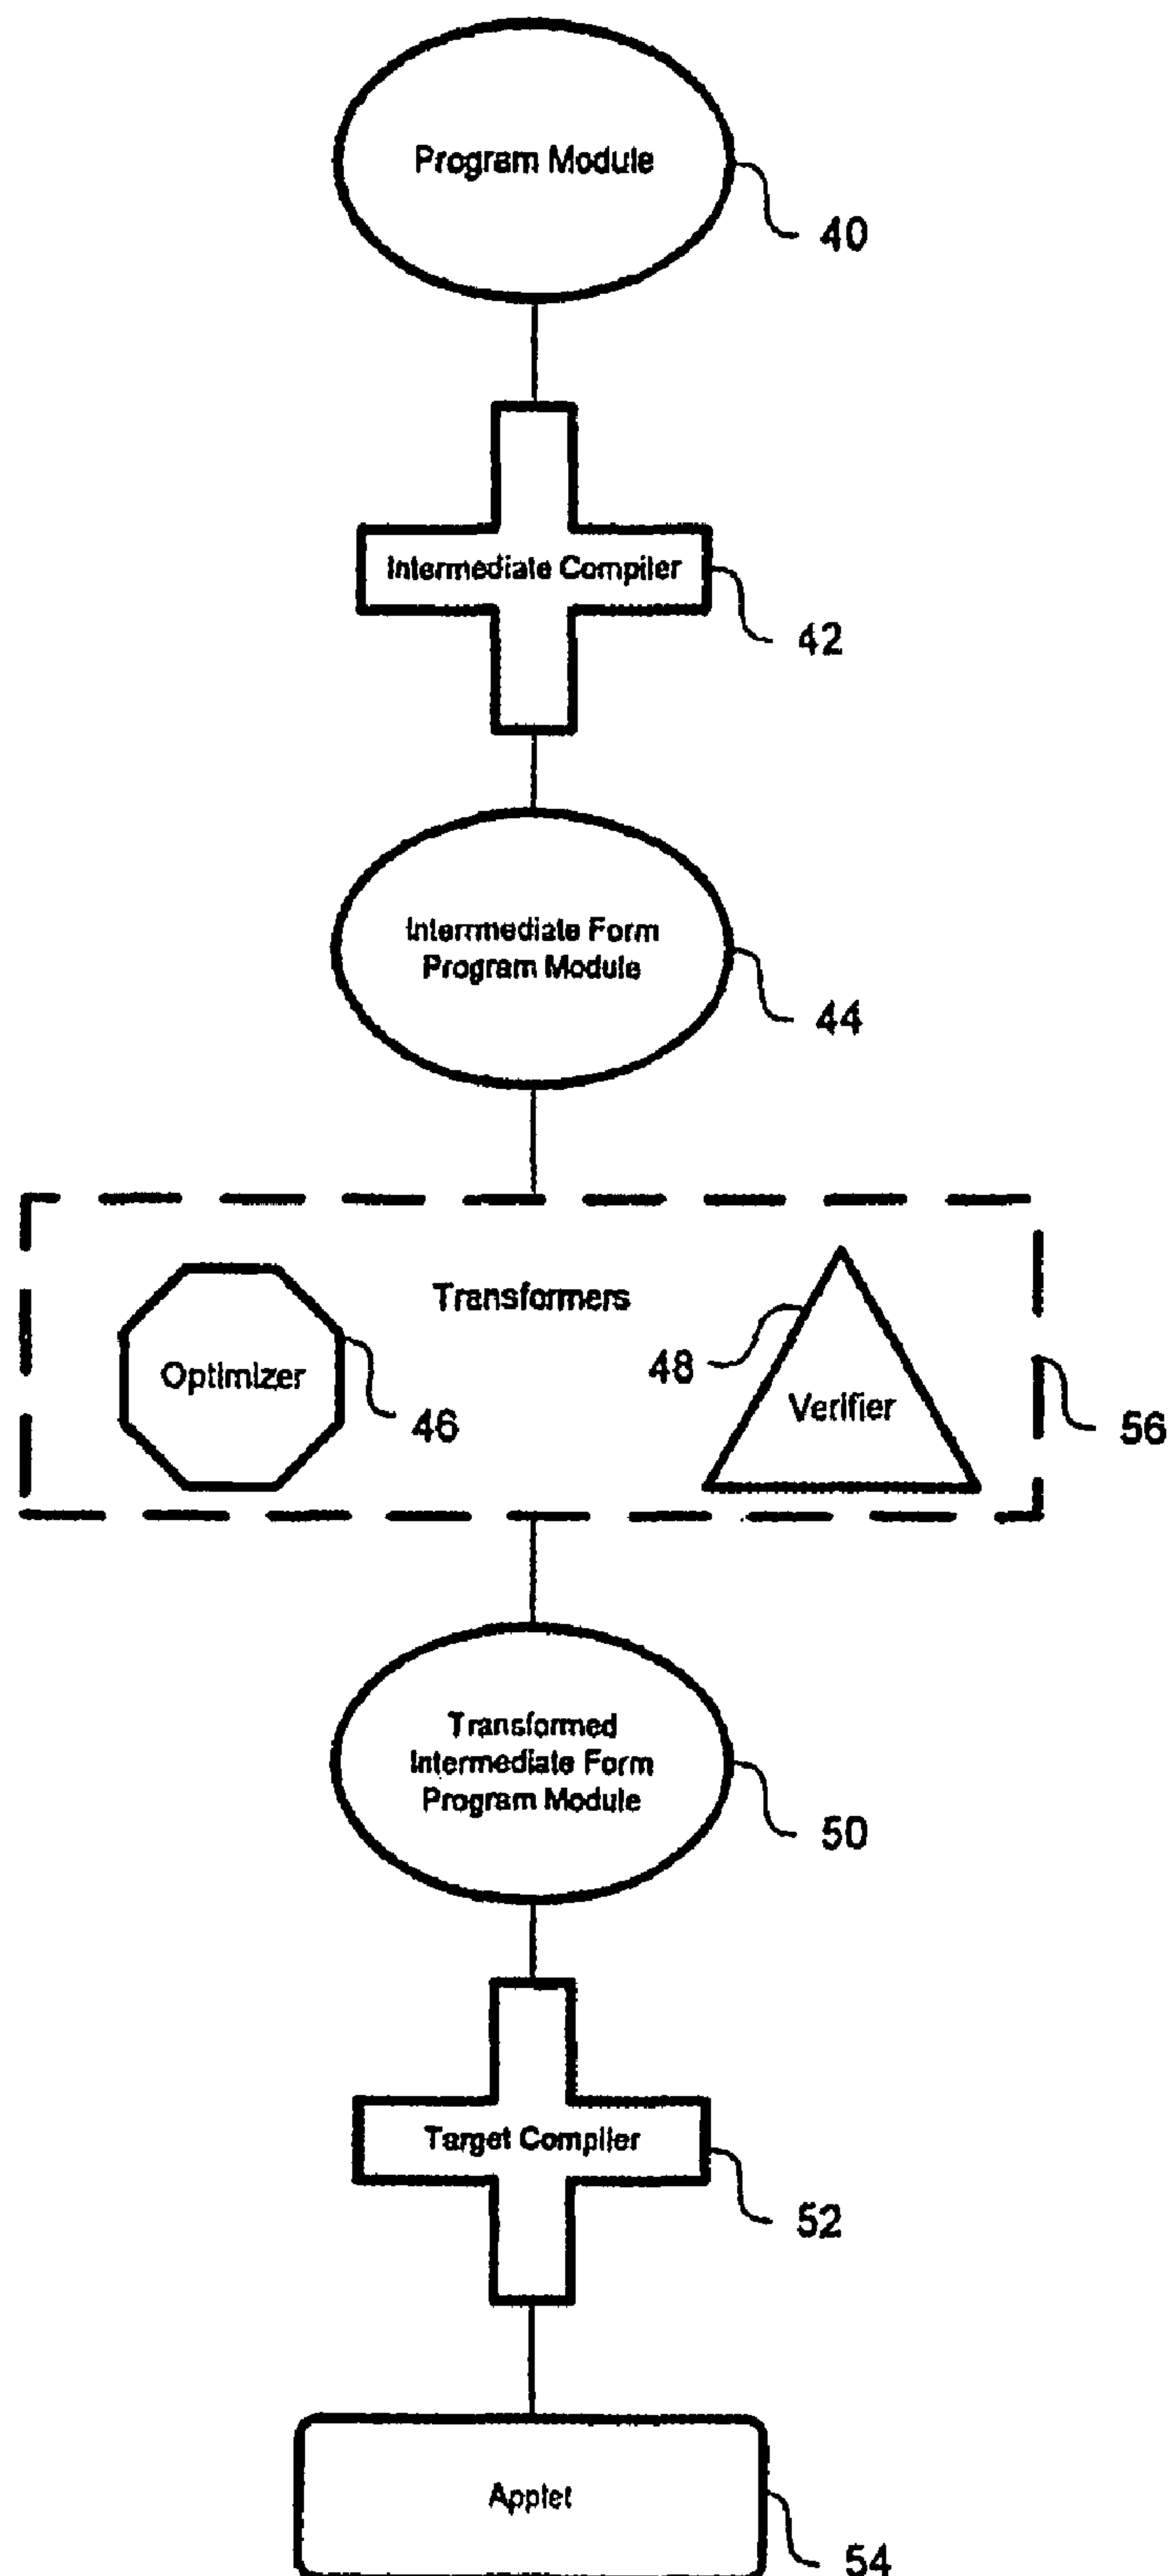 Program Module
40
Intermediate Compiler
42
Intermediate Form
Program Module
44
Transformers
Optimizer
46
48
Verifier
56
Transformed
Intermediate Form
Program Module
50
Target Compiler
52
Applet
54